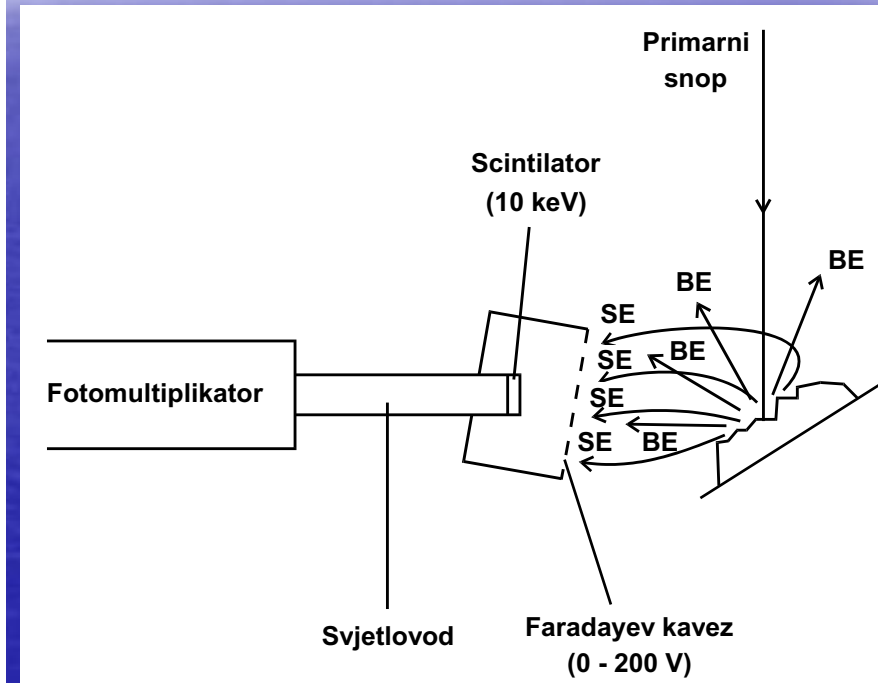 Primarni
snop
Scintilator
(10 keV)
BE
BE
SE
SE
BE
Fotomultiplikator
SE
SE
BE
Svjetlovod
Faradayev kavez
(0 - 200 V)